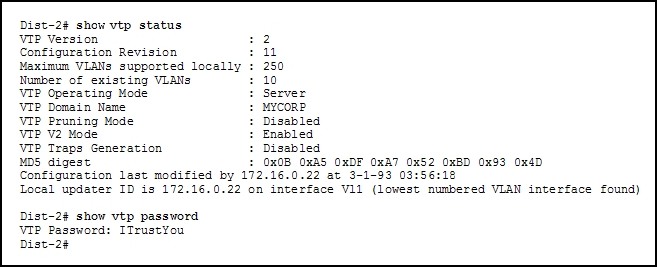 Dist-2# show vtp status
VTP Version : 2
Configuration Revision : 11
Maximum VLANs supported locally : 250
Number of existing VLANs : 10
VTP Operating Mode : Server
VTP Domain Name : MYCORP
VTP Pruning Mode : Disabled
VTP V2 Mode : Enabled
VTP Traps Generation : Disabled
MD5 digest : 0x0B 0xA5 0xDF 0xA7 0x52 0xBD 0x93 0x4D
Configuration last modified by 172.16.0.22 at 3-1-93 03:56:18
Local updater ID is 172.16.0.22 on interface Vl1 (lowest numbered VLAN interface found)
Dist-2# show vtp password
VTP Password: ITrustYou
Dist-2#